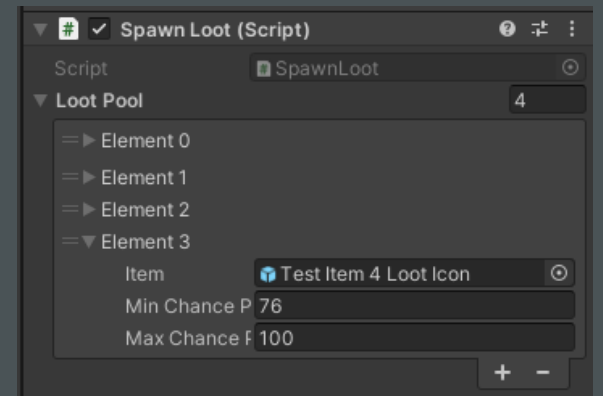 Spawn Loot (Script)
Script SpawnLoot
Loot Pool 4
Element 0
Element 1
Element 2
Element 3
Item Test Item 4 Loot Icon
Min Chance P 76
Max Chance F 100